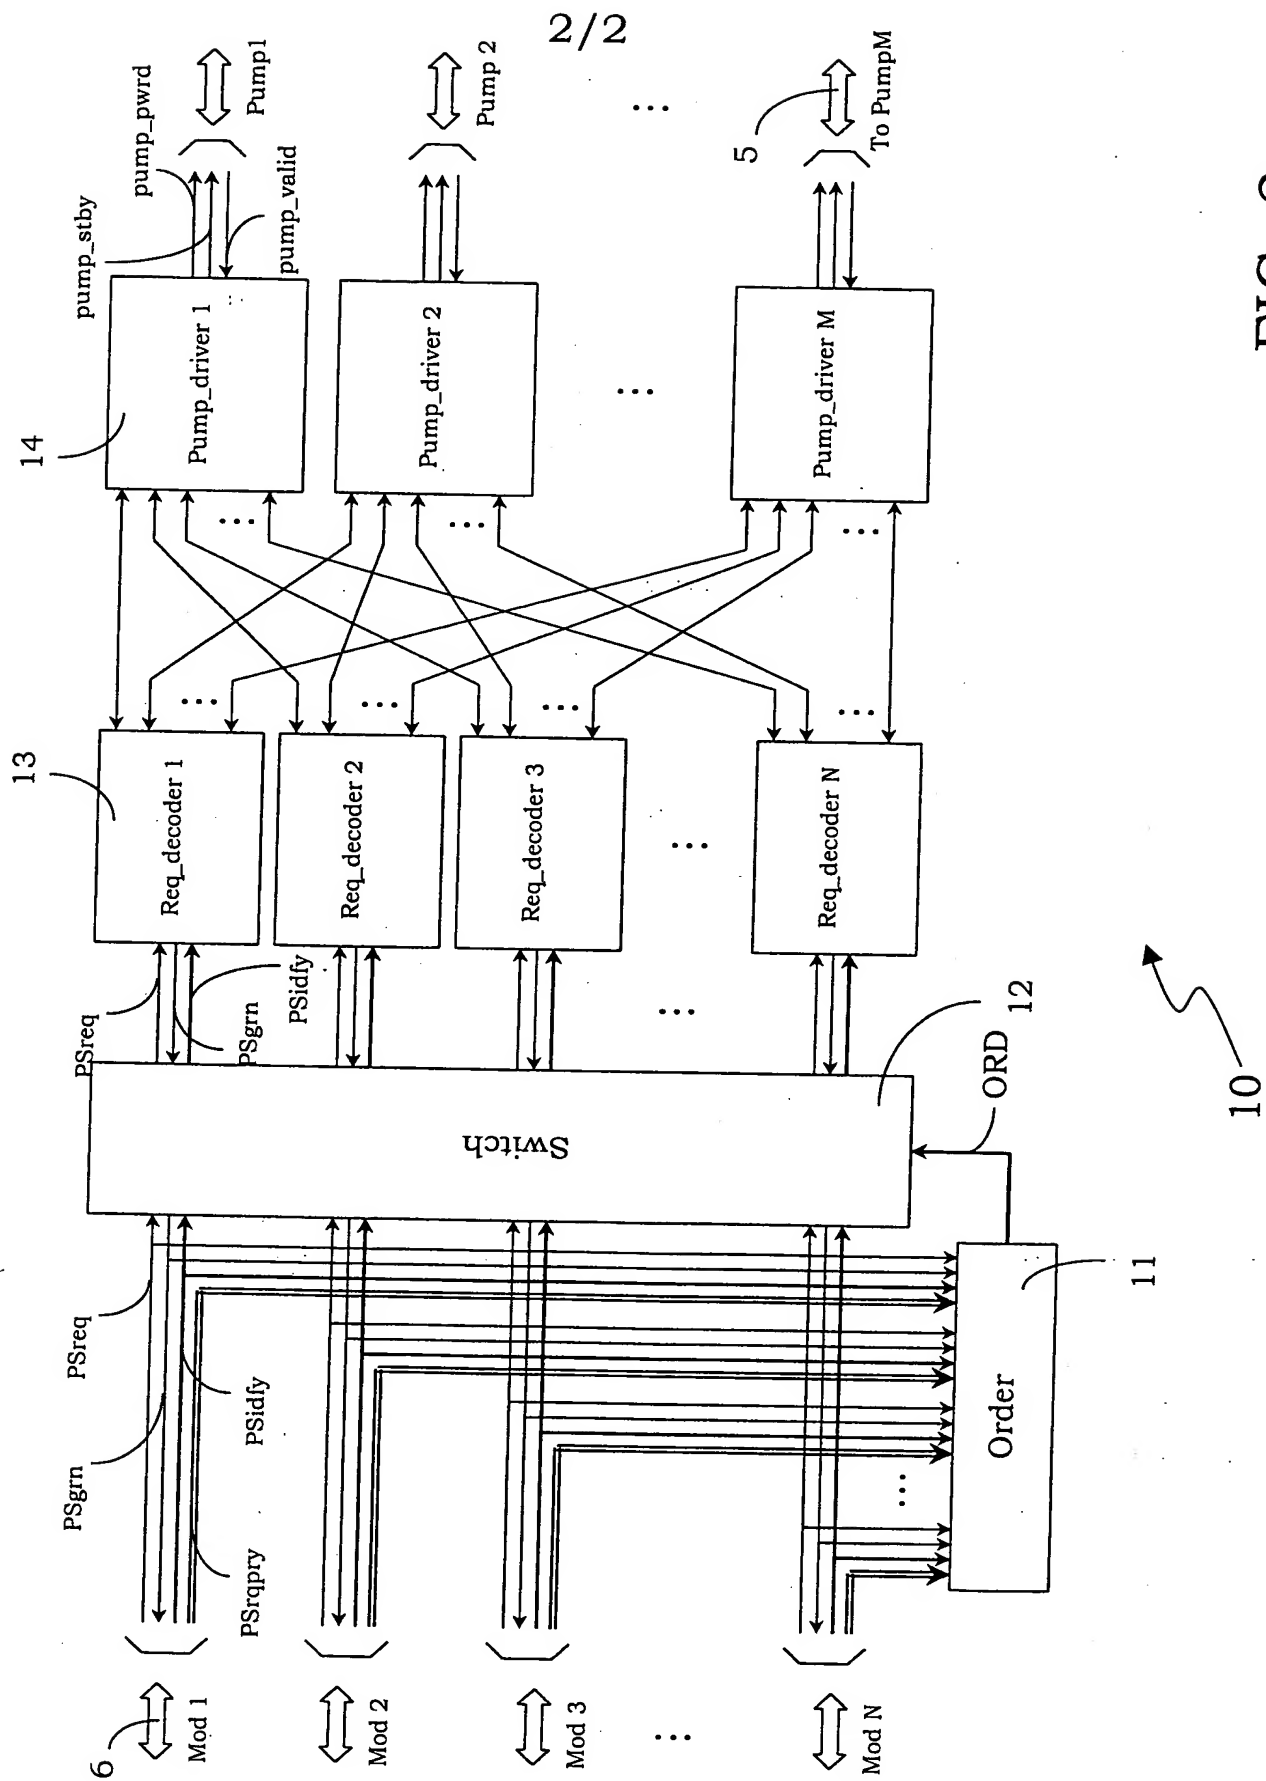 2/2
6
Mod 1
Mod 2
Mod 3
...
Mod N
PSgrn
PSreq
PSidfy
PSrqpry
...
Order
11
Switch
12
ORD
10
PSreq
PSgrn
PSidfy
...
13
Req_decoder 1
Req_decoder 2
Req_decoder 3
...
Req_decoder N
...
...
...
...
14
Pump_driver 1
Pump_driver 2
...
Pump_driver M
...
...
...
pump_stby
pump_pwrd
pump_valid
Pump1
Pump 2
...
5
To PumpM